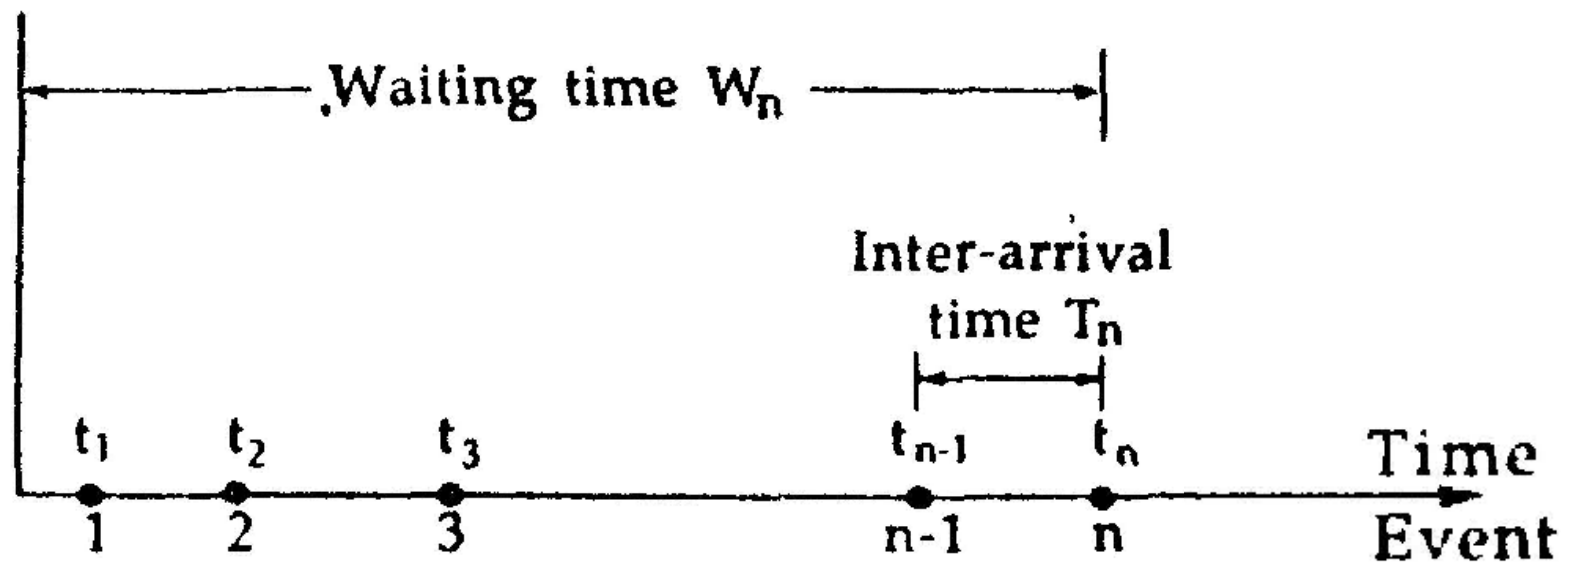 Waiting time Wn
Inter-arrival
time Tn
t1 t2 t3 tn-1 tn Time
1 2 3 n-1 n Event